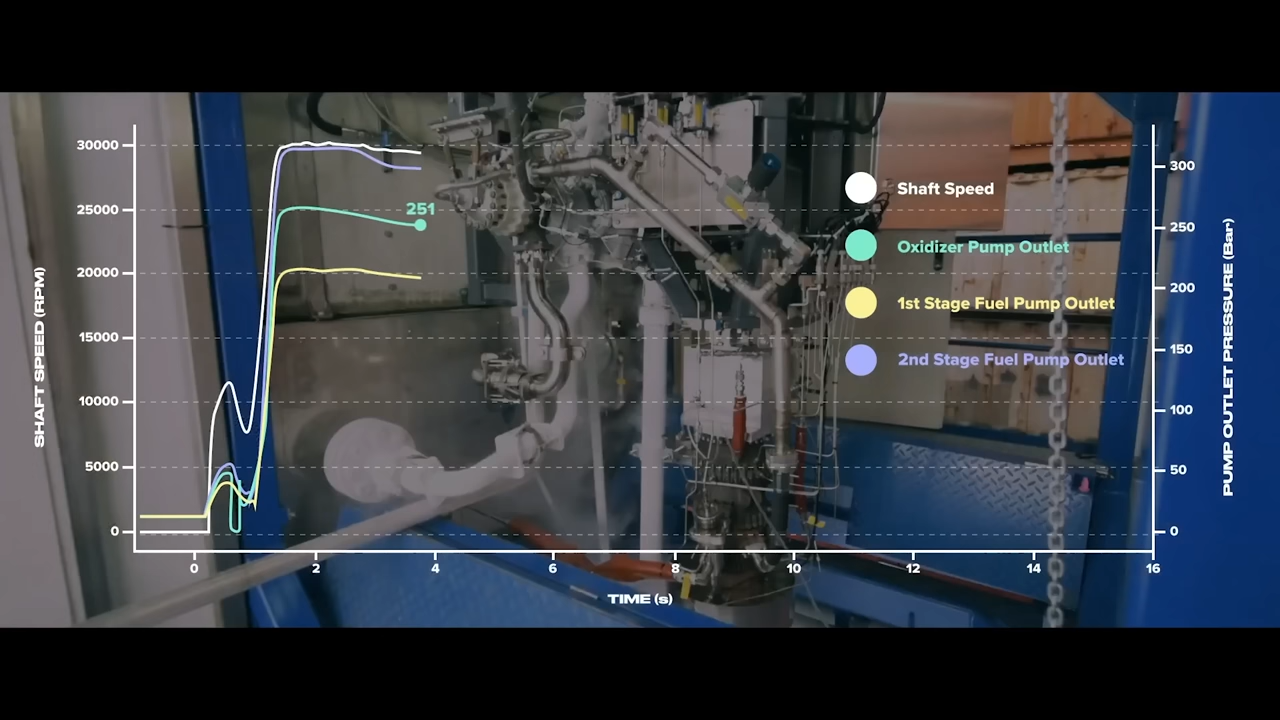 30000
25000
20000
15000
10000
5000
0
SHAFT SPEED (RPM)
251
Shaft Speed
Oxidizer Pump Outlet
1st Stage Fuel Pump Outlet
2nd Stage Fuel Pump Outlet
300
250
200
150
100
50
0
PUMP OUTLET PRESSURE (Bar)
0 2 4 6 8 10 12 14 16
TIME (s)